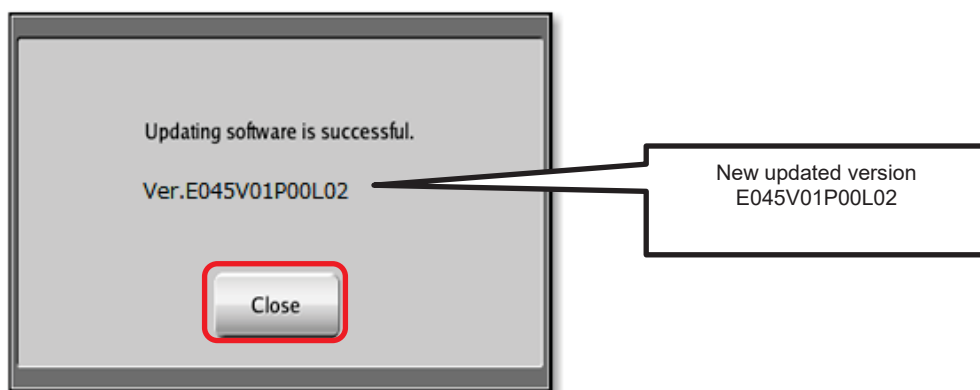 Updating software is successful.
Ver.E045V01P00L02
Close
New updated version
E045V01P00L02